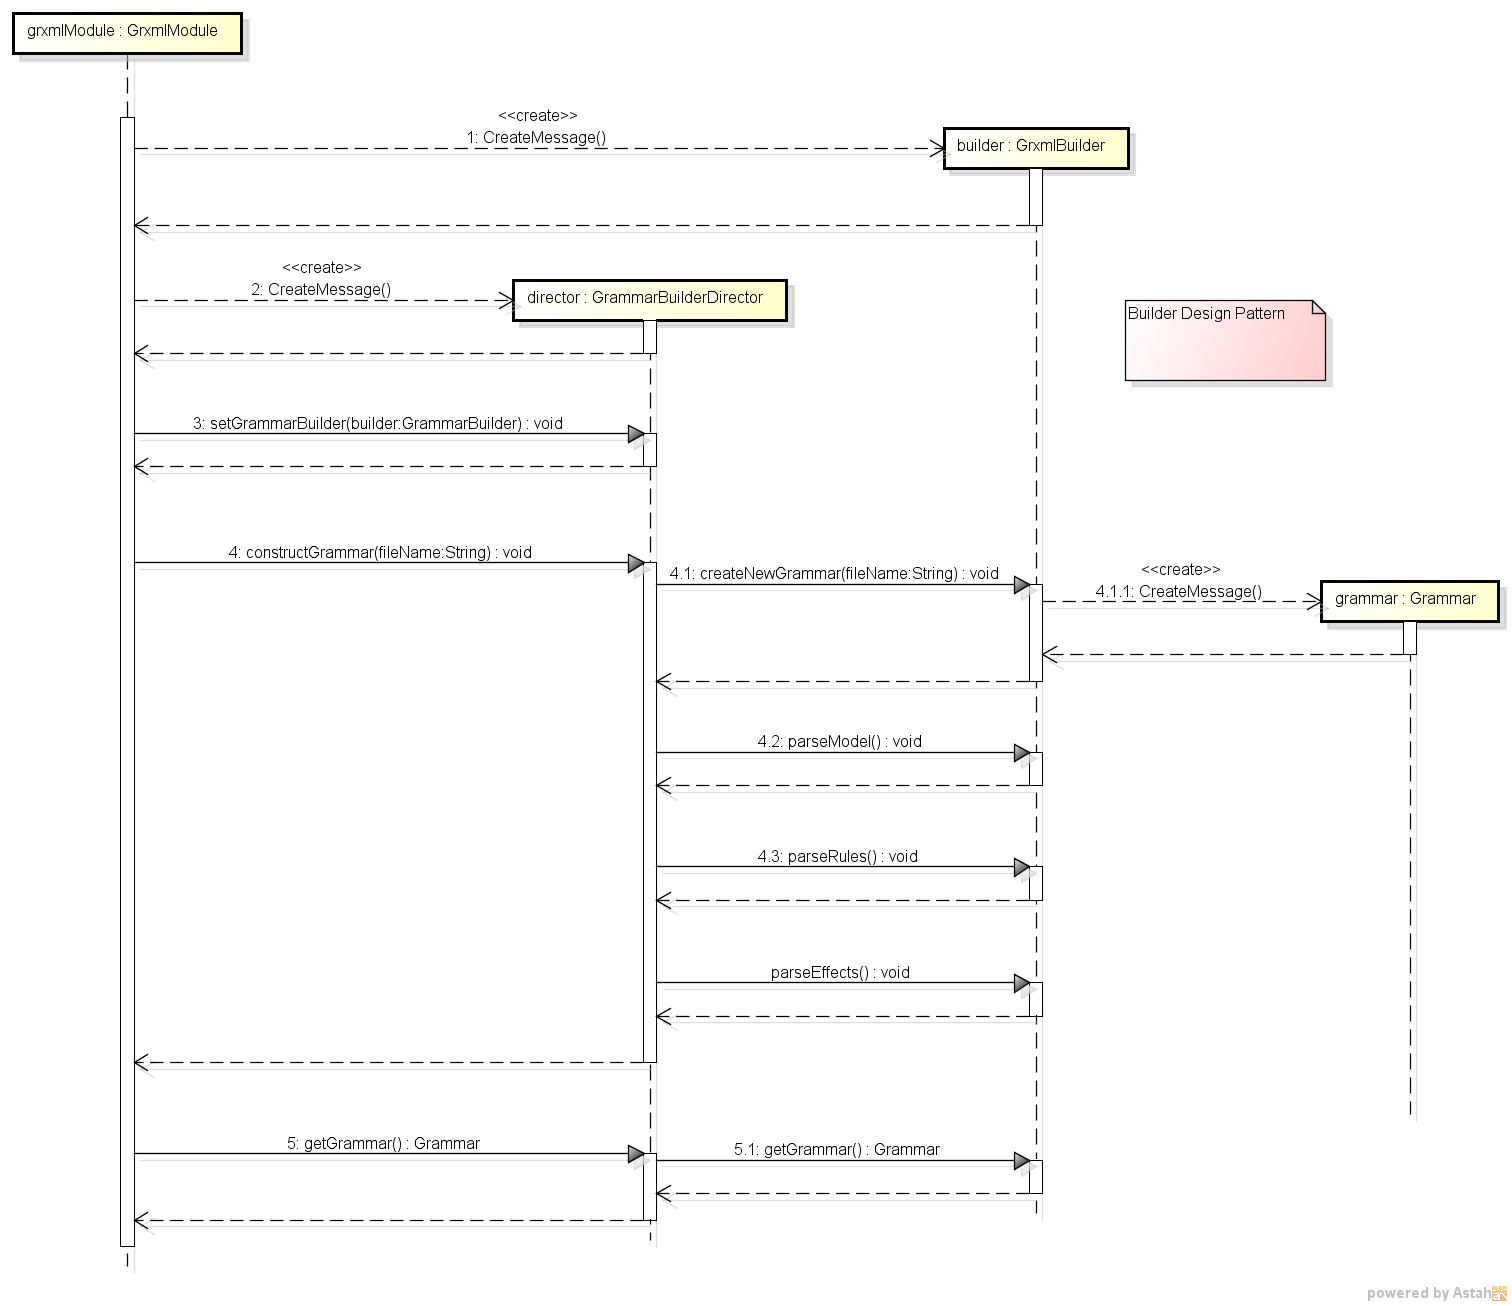 grxmlModule : GrxmlModule
<<create>>
1: CreateMessage()
builder : GrxmlBuilder
<<create>>
2: CreateMessage()
director : GrammarBuilderDirector
Builder Design Pattern
3: setGrammarBuilder(builder:GrammarBuilder) : void
4: constructGrammar(fileName:String) : void
4.1: createNewGrammar(fileName:String) : void
<<create>>
4.1.1: CreateMessage()
grammar : Grammar
4.2: parseModel() : void
4.3: parseRules() : void
parseEffects() : void
5: getGrammar() : Grammar
5.1: getGrammar() : Grammar
powered by Astah